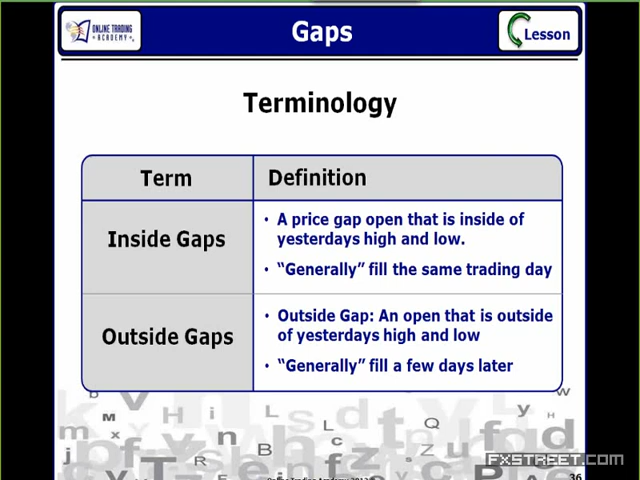 ONLINE TRADING
ACADEMY
Gaps
Lesson
Terminology
Term
Definition
Inside Gaps
• A price gap open that is inside of
yesterdays high and low.
• “Generally” fill the same trading day
Outside Gaps
• Outside Gap: An open that is outside
of yesterdays high and low
• “Generally” fill a few days later
FXSTREET.COM
36